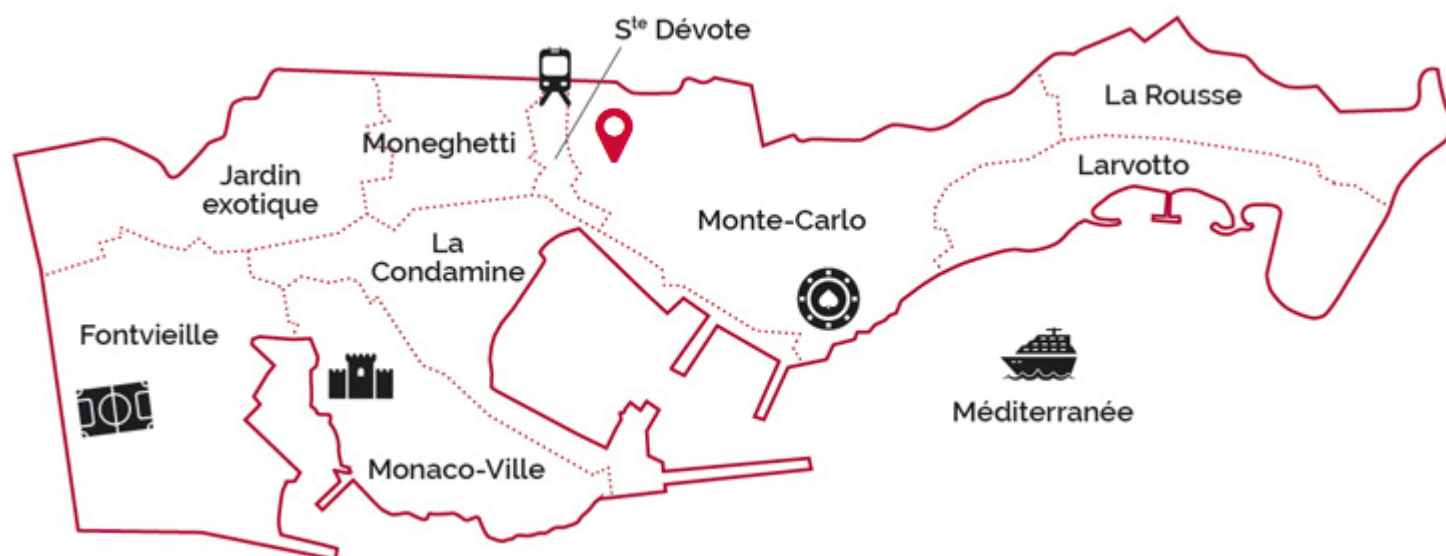 Sᵗᵉ Dévote
La Rousse
Moneghetti
Larvotto
Jardin
exotique
Monte-Carlo
La
Condamine
Fontvieille
Méditerranée
Monaco-Ville